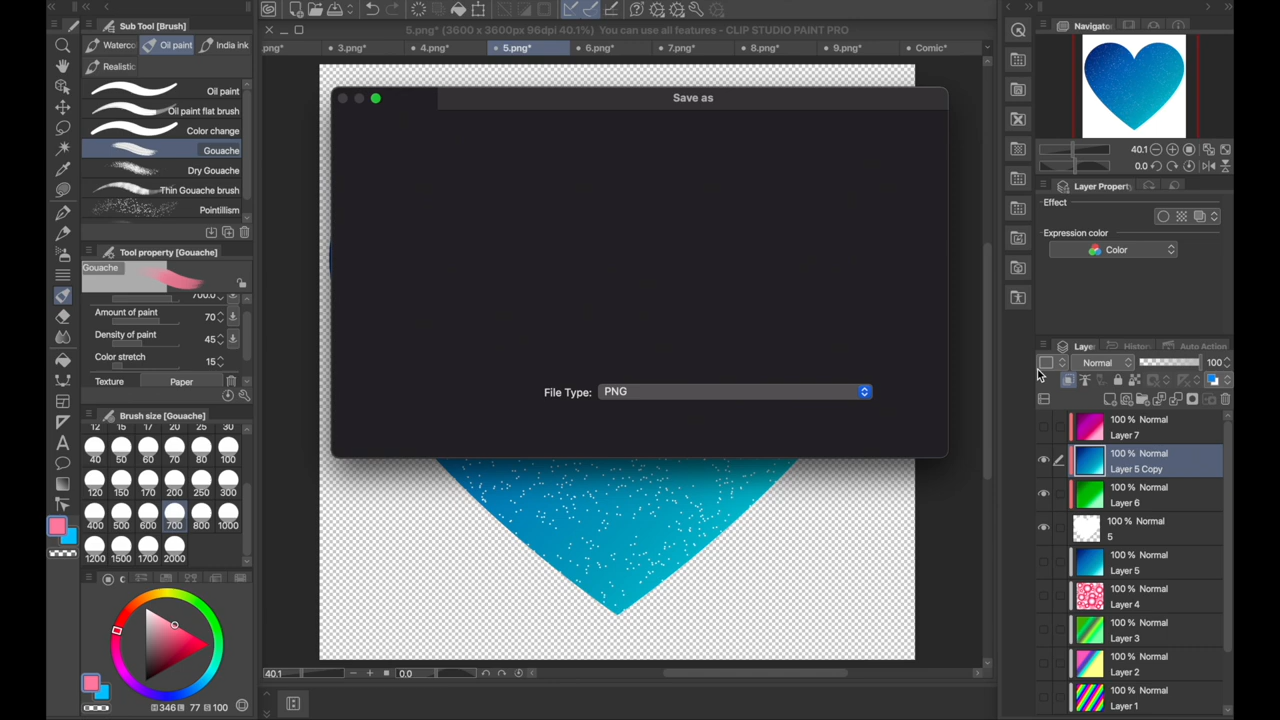 Sub Tool [Brush]
Waterco
Oil paint
India ink
Realistic
Oil paint
Oil paint flat brush
Color change
Gouache
Dry Gouache
Thin Gouache brush
Pointillism
Tool property [Gouache]
Gouache
700.0
Amount of paint
70
Density of paint
45
Color stretch
15
Texture
Paper
Brush size [Gouache]
12 15 17 20 25 30
40 50 60 70 80 100
120 150 170 200 250 300
400 500 600 700 800 1000
1200 1500 1700 2000
346 L 77 S 100
5.png* (3600 x 3600px 96dpi 40.1%) You can use all features - CLIP STUDIO PAINT PRO
.png*
3.png*
4.png*
5.png*
6.png*
7.png*
8.png*
9.png*
Comic*
Save as
File Type:
PNG
40.1
0.0
Navigator
40.1
0.0
Layer Property
Effect
Expression color
Color
Layer
History
Auto Action
Normal
100
100 % Normal
Layer 7
100 % Normal
Layer 5 Copy
100 % Normal
Layer 6
100 % Normal
5
100 % Normal
Layer 5
100 % Normal
Layer 4
100 % Normal
Layer 3
100 % Normal
Layer 2
100 % Normal
Layer 1